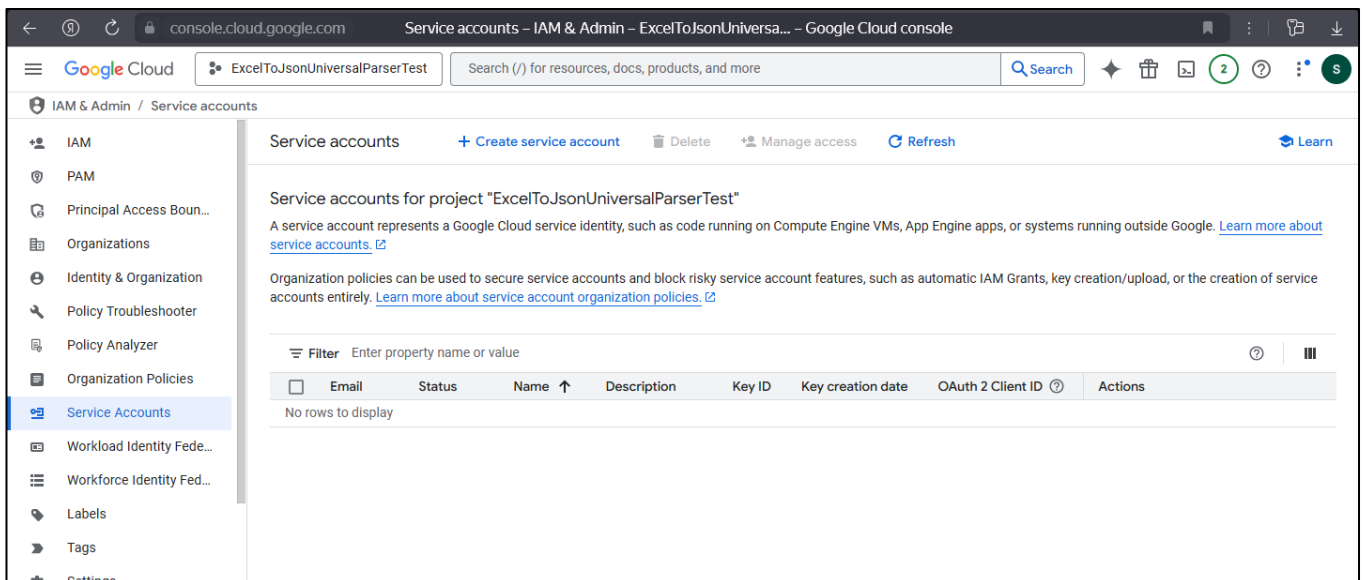 console.cloud.google.com Service accounts – IAM & Admin – ExcelToJsonUniversa... – Google Cloud console
Google Cloud ExcelToJsonUniversalParserTest Search (/) for resources, docs, products, and more Search 2 S
IAM & Admin / Service accounts
IAM
PAM
Principal Access Boun...
Organizations
Identity & Organization
Policy Troubleshooter
Policy Analyzer
Organization Policies
Service Accounts
Workload Identity Fede...
Workforce Identity Fed...
Labels
Tags
Settings
Service accounts + Create service account Delete Manage access Refresh Learn
Service accounts for project "ExcelToJsonUniversalParserTest"
A service account represents a Google Cloud service identity, such as code running on Compute Engine VMs, App Engine apps, or systems running outside Google. Learn more about
service accounts.
Organization policies can be used to secure service accounts and block risky service account features, such as automatic IAM Grants, key creation/upload, or the creation of service
accounts entirely. Learn more about service account organization policies.
Filter Enter property name or value
Email Status Name Description Key ID Key creation date OAuth 2 Client ID Actions
No rows to display